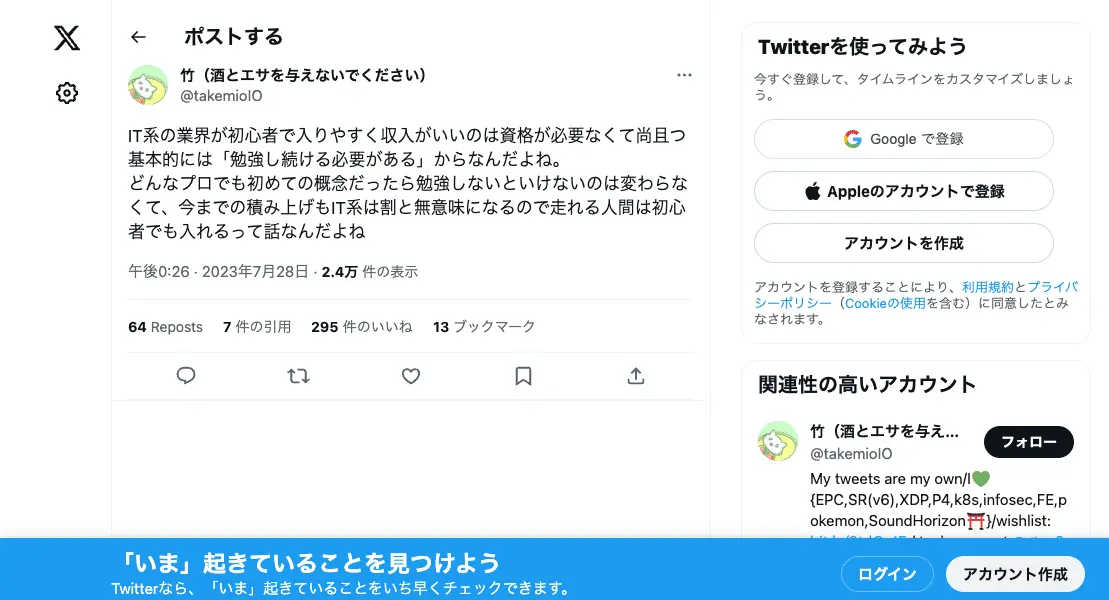 ポストする
竹（酒とエサを与えないでください）
@takemioIO
IT系の業界が初心者で入りやすく収入がいいのは資格が必要なくて尚且つ
基本的には「勉強し続ける必要がある」からなんだよね。
どんなプロでも初めての概念だったら勉強しないといけないのは変わらな
くて、今までの積み上げもIT系は割と無意味になるので走れる人間は初心
者でも入れるって話なんだよね
午後0:26 · 2023年7月28日 · 2.4万 件の表示
64 Reposts 7 件の引用 295 件のいいね 13 ブックマーク
Twitterを使ってみよう
今すぐ登録して、タイムラインをカスタマイズしましょ
う。
Google で登録
Appleのアカウントで登録
アカウントを作成
アカウントを登録することにより、利用規約とプライバ
シーポリシー（Cookieの使用を含む）に同意したとみ
なされます。
関連性の高いアカウント
竹（酒とエサを与え...
@takemioIO
フォロー
My tweets are my own/I💚
{EPC,SR(v6),XDP,P4,k8s,infosec,FE,p
okemon,SoundHorizon⛩}/wishlist:
「いま」起きていることを見つけよう
Twitterなら、「いま」起きていることをいち早くチェックできます。
ログイン
アカウント作成